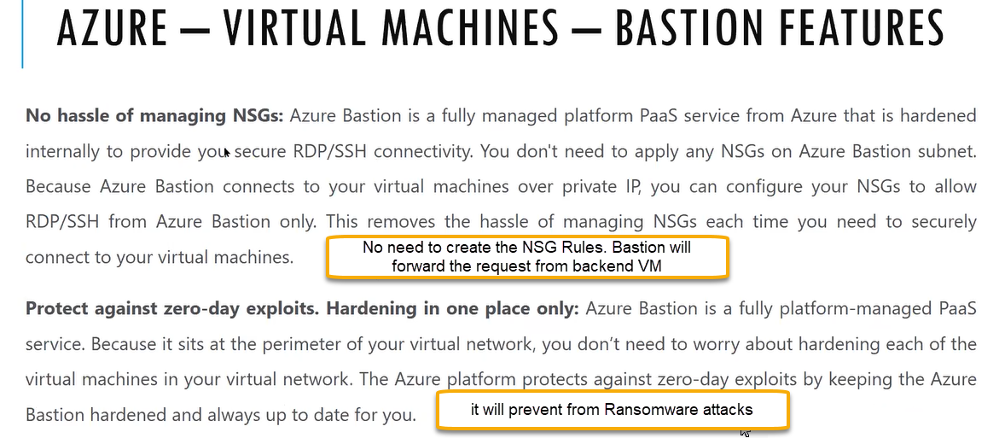 AZURE – VIRTUAL MACHINES – BASTION FEATURES
No hassle of managing NSGs: Azure Bastion is a fully managed platform PaaS service from Azure that is hardened
internally to provide you secure RDP/SSH connectivity. You don't need to apply any NSGs on Azure Bastion subnet.
Because Azure Bastion connects to your virtual machines over private IP, you can configure your NSGs to allow
RDP/SSH from Azure Bastion only. This removes the hassle of managing NSGs each time you need to securely
connect to your virtual machines.
No need to create the NSG Rules. Bastion will
forward the request from backend VM
Protect against zero-day exploits. Hardening in one place only: Azure Bastion is a fully platform-managed PaaS
service. Because it sits at the perimeter of your virtual network, you don’t need to worry about hardening each of the
virtual machines in your virtual network. The Azure platform protects against zero-day exploits by keeping the Azure
Bastion hardened and always up to date for you.
it will prevent from Ransomware attacks